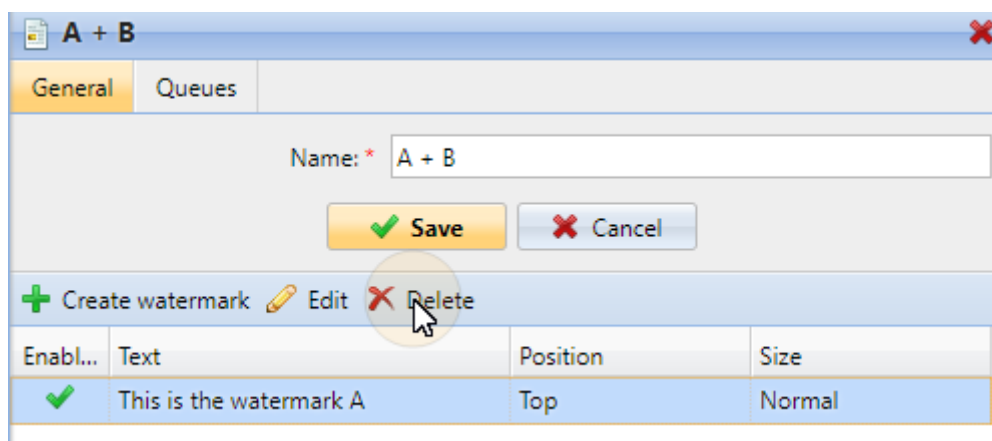 A + B
General Queues
Name: * A + B
Save Cancel
Create watermark Edit Delete
Enabl... Text Position Size
This is the watermark A Top Normal